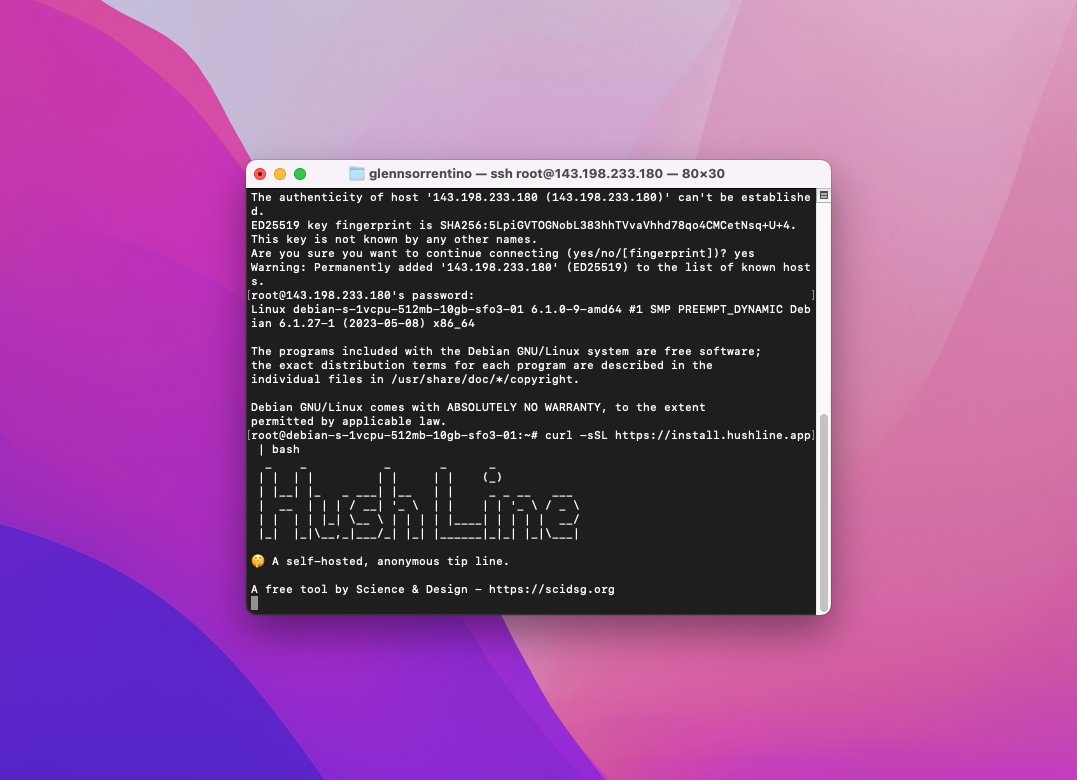 glennsorrentino — ssh root@143.198.233.180 — 80×30
The authenticity of host '143.198.233.180 (143.198.233.180)' can't be establishe
d.
ED25519 key fingerprint is SHA256:5LpiGVTOGNobL383hhTVvaVhhd78qo4CMCetNsq+U+4.
This key is not known by any other names.
Are you sure you want to continue connecting (yes/no/[fingerprint])? yes
Warning: Permanently added '143.198.233.180' (ED25519) to the list of known host
s.
[root@143.198.233.180's password: ]
Linux debian-s-1vcpu-512mb-10gb-sfo3-01 6.1.0-9-amd64 #1 SMP PREEMPT_DYNAMIC Deb
ian 6.1.27-1 (2023-05-08) x86_64
The programs included with the Debian GNU/Linux system are free software;
the exact distribution terms for each program are described in the
individual files in /usr/share/doc/*/copyright.
Debian GNU/Linux comes with ABSOLUTELY NO WARRANTY, to the extent
permitted by applicable law.
[root@debian-s-1vcpu-512mb-10gb-sfo3-01:~# curl -sSL https://install.hushline.app]
| bash
Hush Line
🤫 A self-hosted, anonymous tip line.
A free tool by Science & Design - https://scidsg.org